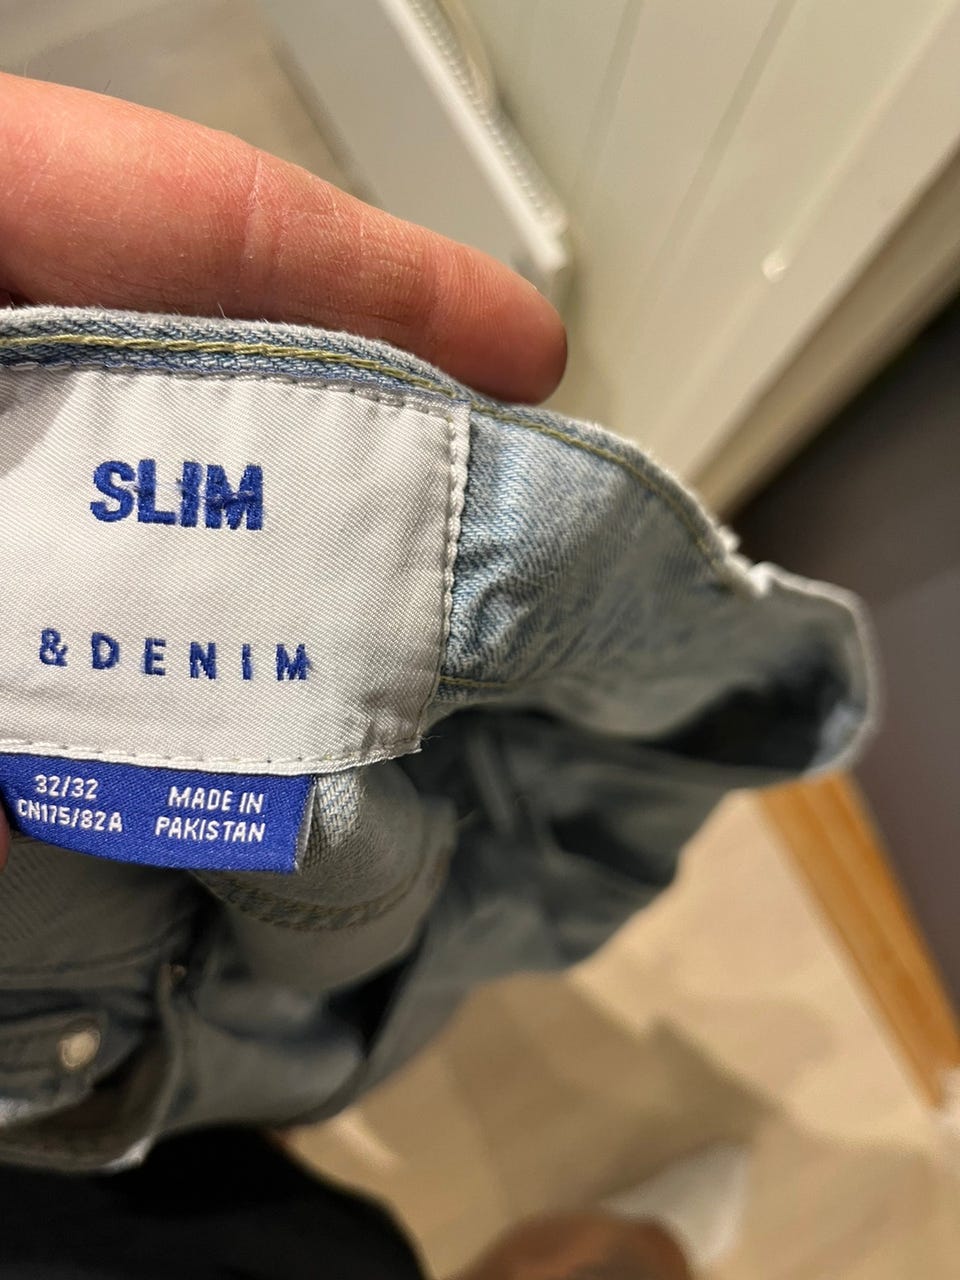 SLIM
& DENIM
32/32
CN175/82A
MADE IN
PAKISTAN